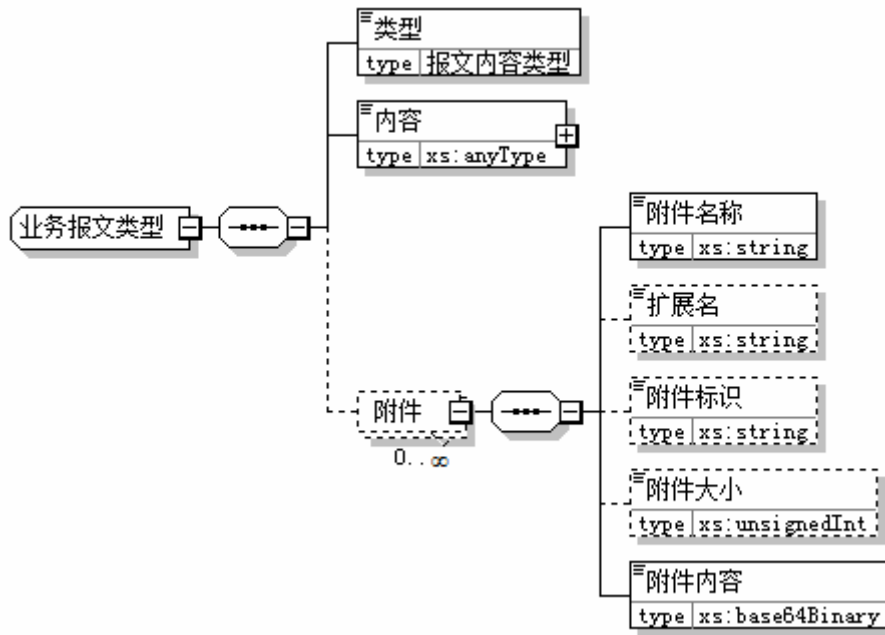 类型
type 报文内容类型
内容
type xs:anyType
业务报文类型
附件名称
type xs:string
扩展名
type xs:string
附件
0..∞
附件标识
type xs:string
附件大小
type xs:unsignedInt
附件内容
type xs:base64Binary